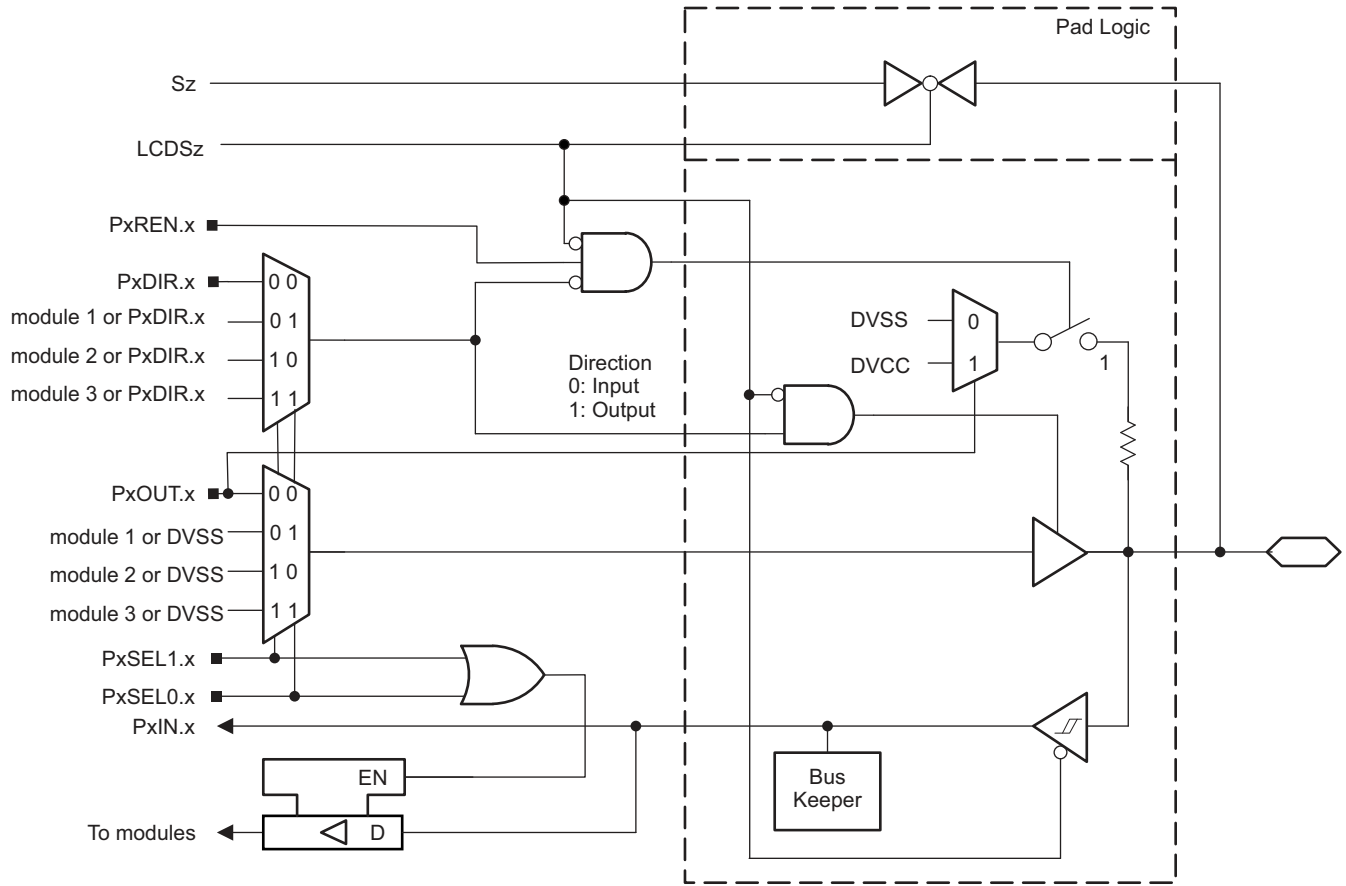 Pad Logic
Sz
LCDSz
PxREN.x
PxDIR.x
0 0
module 1 or PxDIR.x
0 1
module 2 or PxDIR.x
1 0
module 3 or PxDIR.x
1 1
Direction
0: Input
1: Output
DVSS
0
DVCC
1
1
PxOUT.x
0 0
module 1 or DVSS
0 1
module 2 or DVSS
1 0
module 3 or DVSS
1 1
PxSEL1.x
PxSEL0.x
PxIN.x
EN
Bus
Keeper
To modules
D